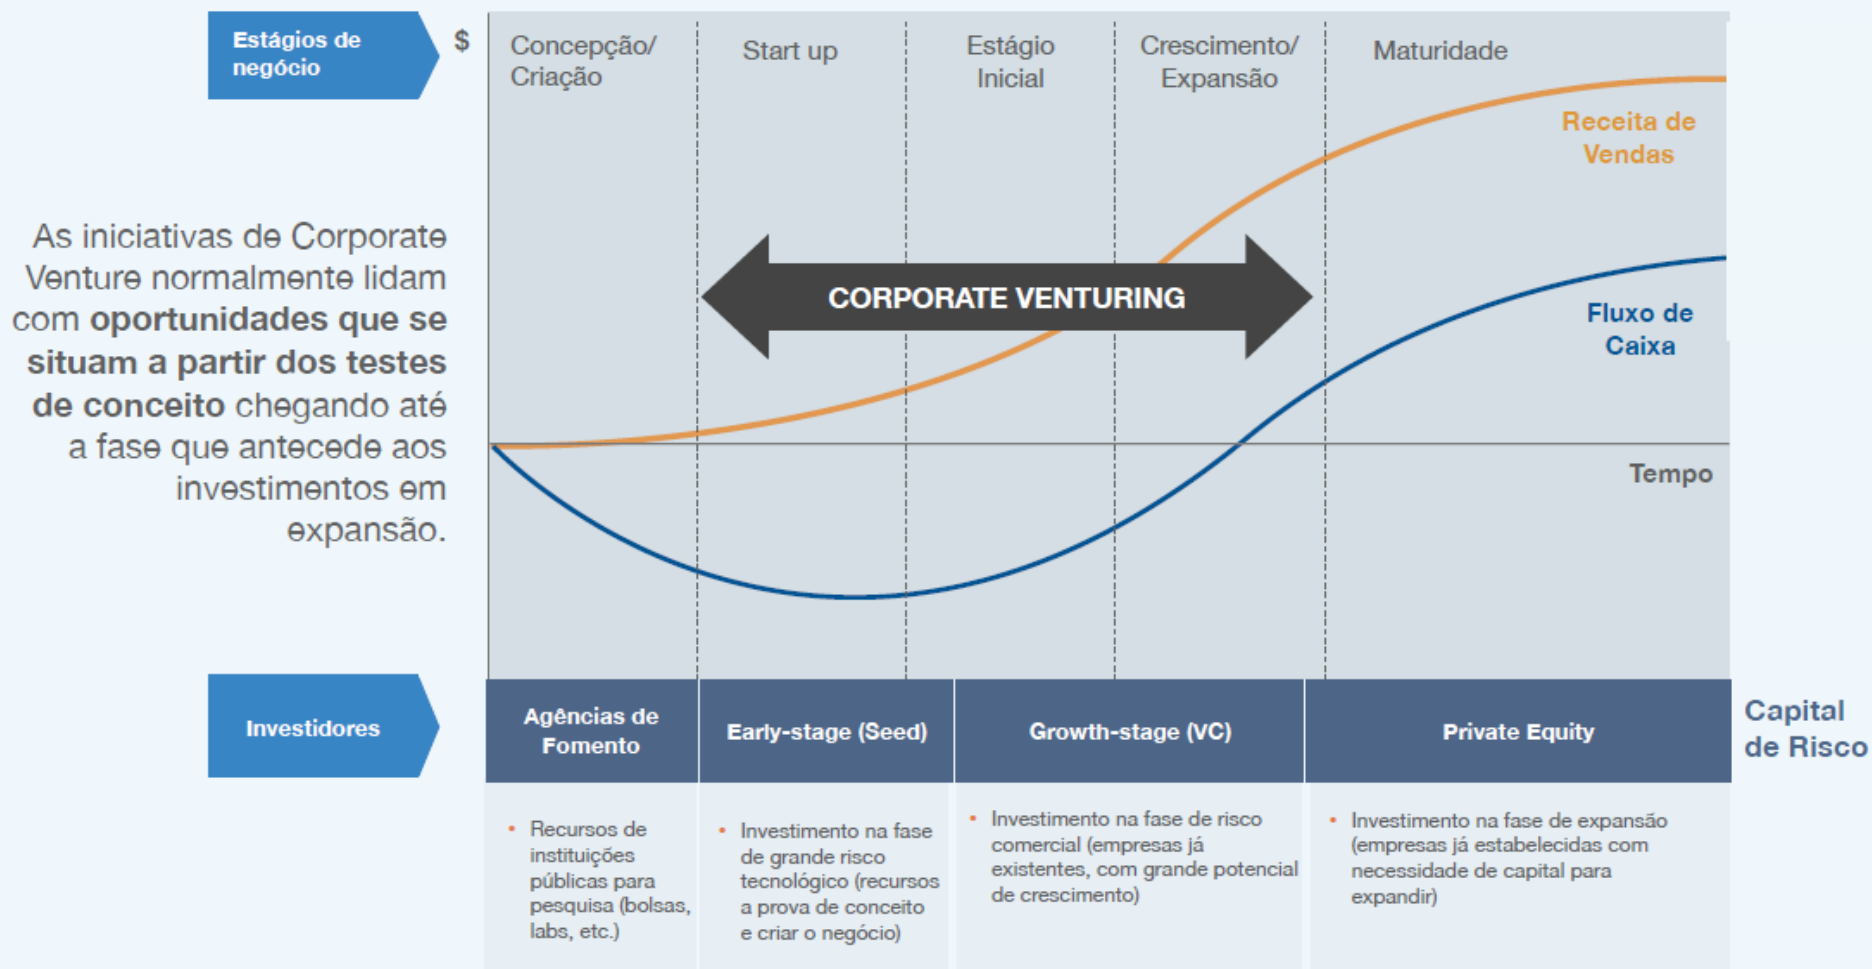 Estágios de
negócio
$
Concepção/
Criação
Start up
Estágio
Inicial
Crescimento/
Expansão
Maturidade
Receita de
Vendas
As iniciativas de Corporate
Venture normalmente lidam
com oportunidades que se
situam a partir dos testes
de conceito chegando até
a fase que antecede aos
investimentos em
expansão.
CORPORATE VENTURING
Fluxo de
Caixa
Tempo
Investidores
Agências de
Fomento
Early-stage (Seed)
Growth-stage (VC)
Private Equity
Capital
de Risco
• Recursos de
instituições
públicas para
pesquisa (bolsas,
labs, etc.)
• Investimento na fase
de grande risco
tecnológico (recursos
a prova de conceito
e criar o negócio)
• Investimento na fase de risco
comercial (empresas já
existentes, com grande potencial
de crescimento)
• Investimento na fase de expansão
(empresas já estabelecidas com
necessidade de capital para
expandir)